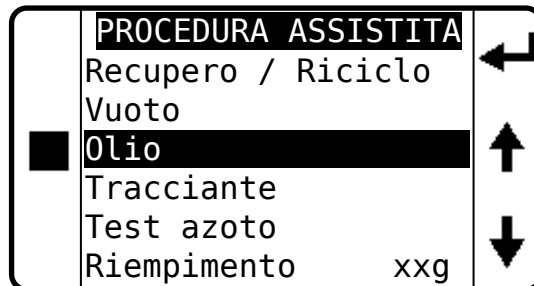 PROCEDURA ASSISTITA
Recupero / Riciclo
Vuoto
Olio
Tracciante
Test azoto
Riempimento xxg